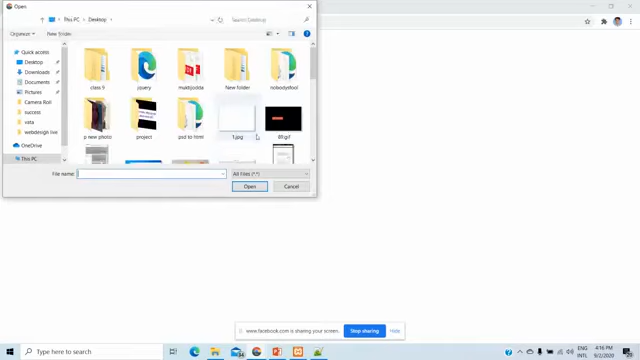 Open
This PC
Desktop
Search Desktop
Organize
New folder
Quick access
Desktop
Downloads
Documents
Pictures
Camera Roll
success
vata
webdesign live
OneDrive
This PC
class 9
jquery
muktijodda
New folder
nobodysfool
p new photo
project
psd to html
1.jpg
89.gif
File name:
All Files (*.*)
Open
Cancel
www.facebook.com is sharing your screen.
Stop sharing
Hide
Type here to search
ENG
INTL
4:16 PM
9/2/2020